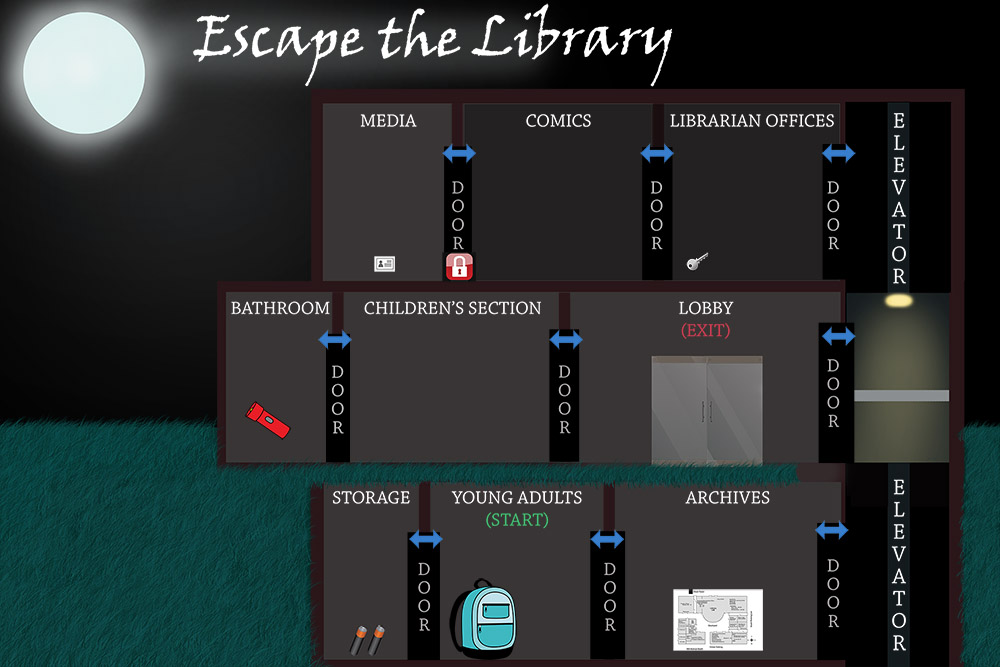 Escape the Library
MEDIA
COMICS
LIBRARIAN OFFICES
ELEVATOR
DOOR
DOOR
DOOR
BATHROOM
CHILDREN'S SECTION
LOBBY
(EXIT)
DOOR
DOOR
DOOR
STORAGE
YOUNG ADULTS
(START)
ARCHIVES
ELEVATOR
DOOR
DOOR
DOOR